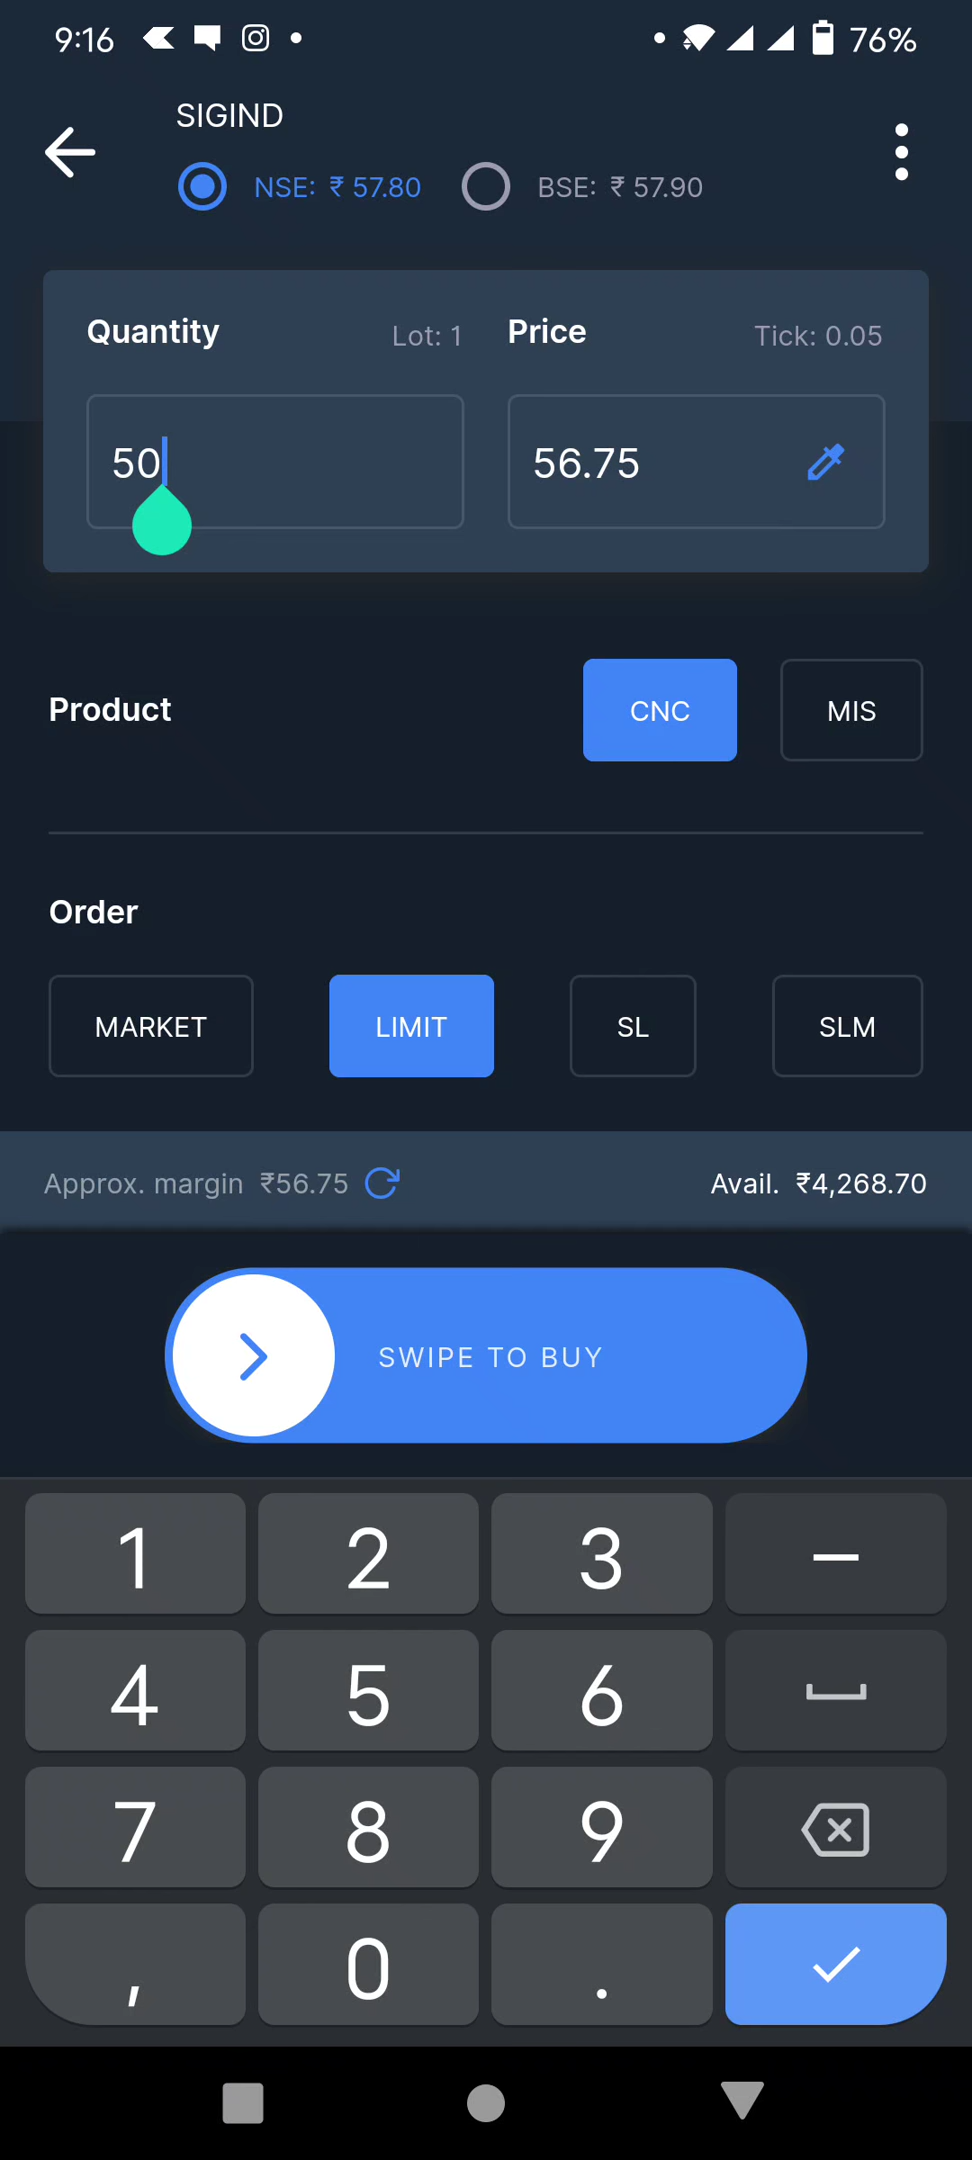 9:16 76%
SIGIND
NSE: ₹ 57.80 BSE: ₹ 57.90
Quantity Lot: 1 Price Tick: 0.05
50 56.75
Product CNC MIS
Order
MARKET LIMIT SL SLM
Approx. margin ₹56.75 Avail. ₹4,268.70
SWIPE TO BUY
1 2 3 –
4 5 6
7 8 9
, 0 .